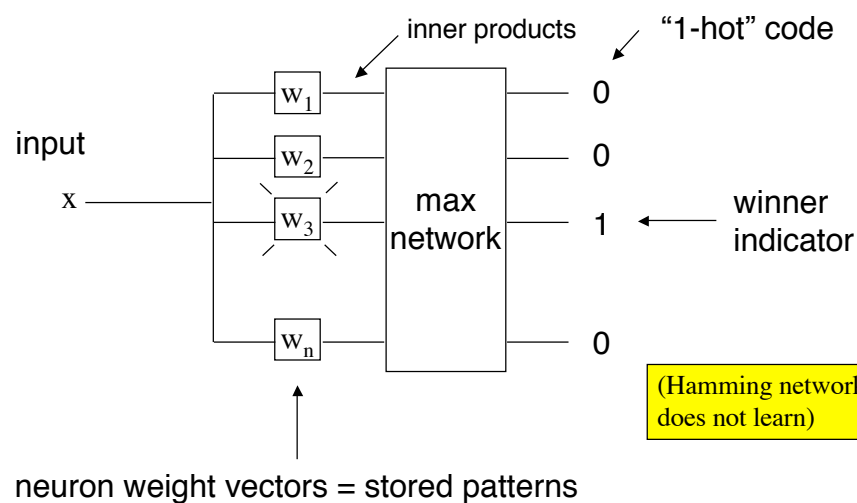 inner products
"1-hot" code
input
x
w1
w2
w3
wn
max
network
0
0
1
0
winner
indicator
(Hamming network
does not learn)
neuron weight vectors = stored patterns